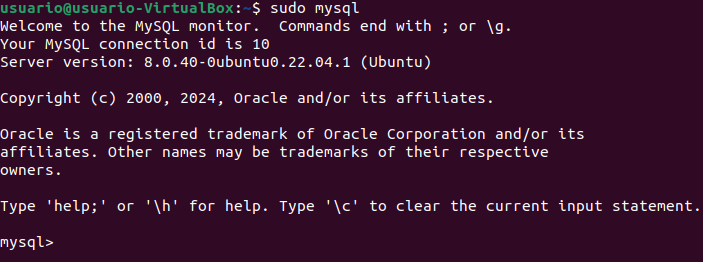 usuario@usuario-VirtualBox:~$ sudo mysql
Welcome to the MySQL monitor.  Commands end with ; or \g.
Your MySQL connection id is 10
Server version: 8.0.40-0ubuntu0.22.04.1 (Ubuntu)
Copyright (c) 2000, 2024, Oracle and/or its affiliates.
Oracle is a registered trademark of Oracle Corporation and/or its
affiliates. Other names may be trademarks of their respective
owners.
Type 'help;' or '\h' for help. Type '\c' to clear the current input statement.
mysql>